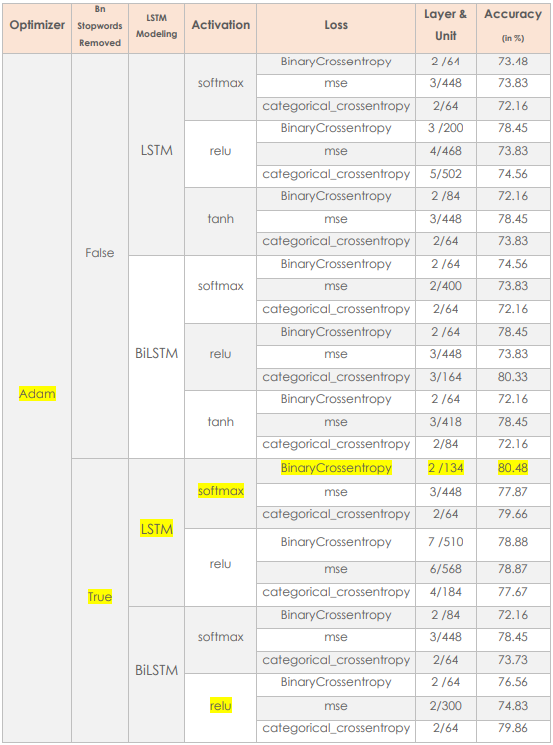 Optimizer Bn Stopwords Removed LSTM Modeling Activation Loss Layer & Unit Accuracy (in %)
Adam False LSTM softmax BinaryCrossentropy 2 /64 73.48
mse 3/448 73.83
categorical_crossentropy 2/64 72.16
relu BinaryCrossentropy 3 /200 78.45
mse 4/468 73.83
categorical_crossentropy 5/502 74.56
tanh BinaryCrossentropy 2 /84 72.16
mse 3/448 78.45
categorical_crossentropy 2/64 73.83
BiLSTM softmax BinaryCrossentropy 2 /64 74.56
mse 2/400 73.83
categorical_crossentropy 2/64 72.16
relu BinaryCrossentropy 2 /64 78.45
mse 3/448 73.83
categorical_crossentropy 3/164 80.33
tanh BinaryCrossentropy 2 /64 72.16
mse 3/418 78.45
categorical_crossentropy 2/84 72.16
True LSTM softmax BinaryCrossentropy 2 /134 80.48
mse 3/448 77.87
categorical_crossentropy 2/64 79.66
relu BinaryCrossentropy 7 /510 78.88
mse 6/568 78.87
categorical_crossentropy 4/184 77.67
BiLSTM softmax BinaryCrossentropy 2 /84 72.16
mse 3/448 78.45
categorical_crossentropy 2/64 73.73
relu BinaryCrossentropy 2 /64 76.56
mse 2/300 74.83
categorical_crossentropy 2/64 79.86